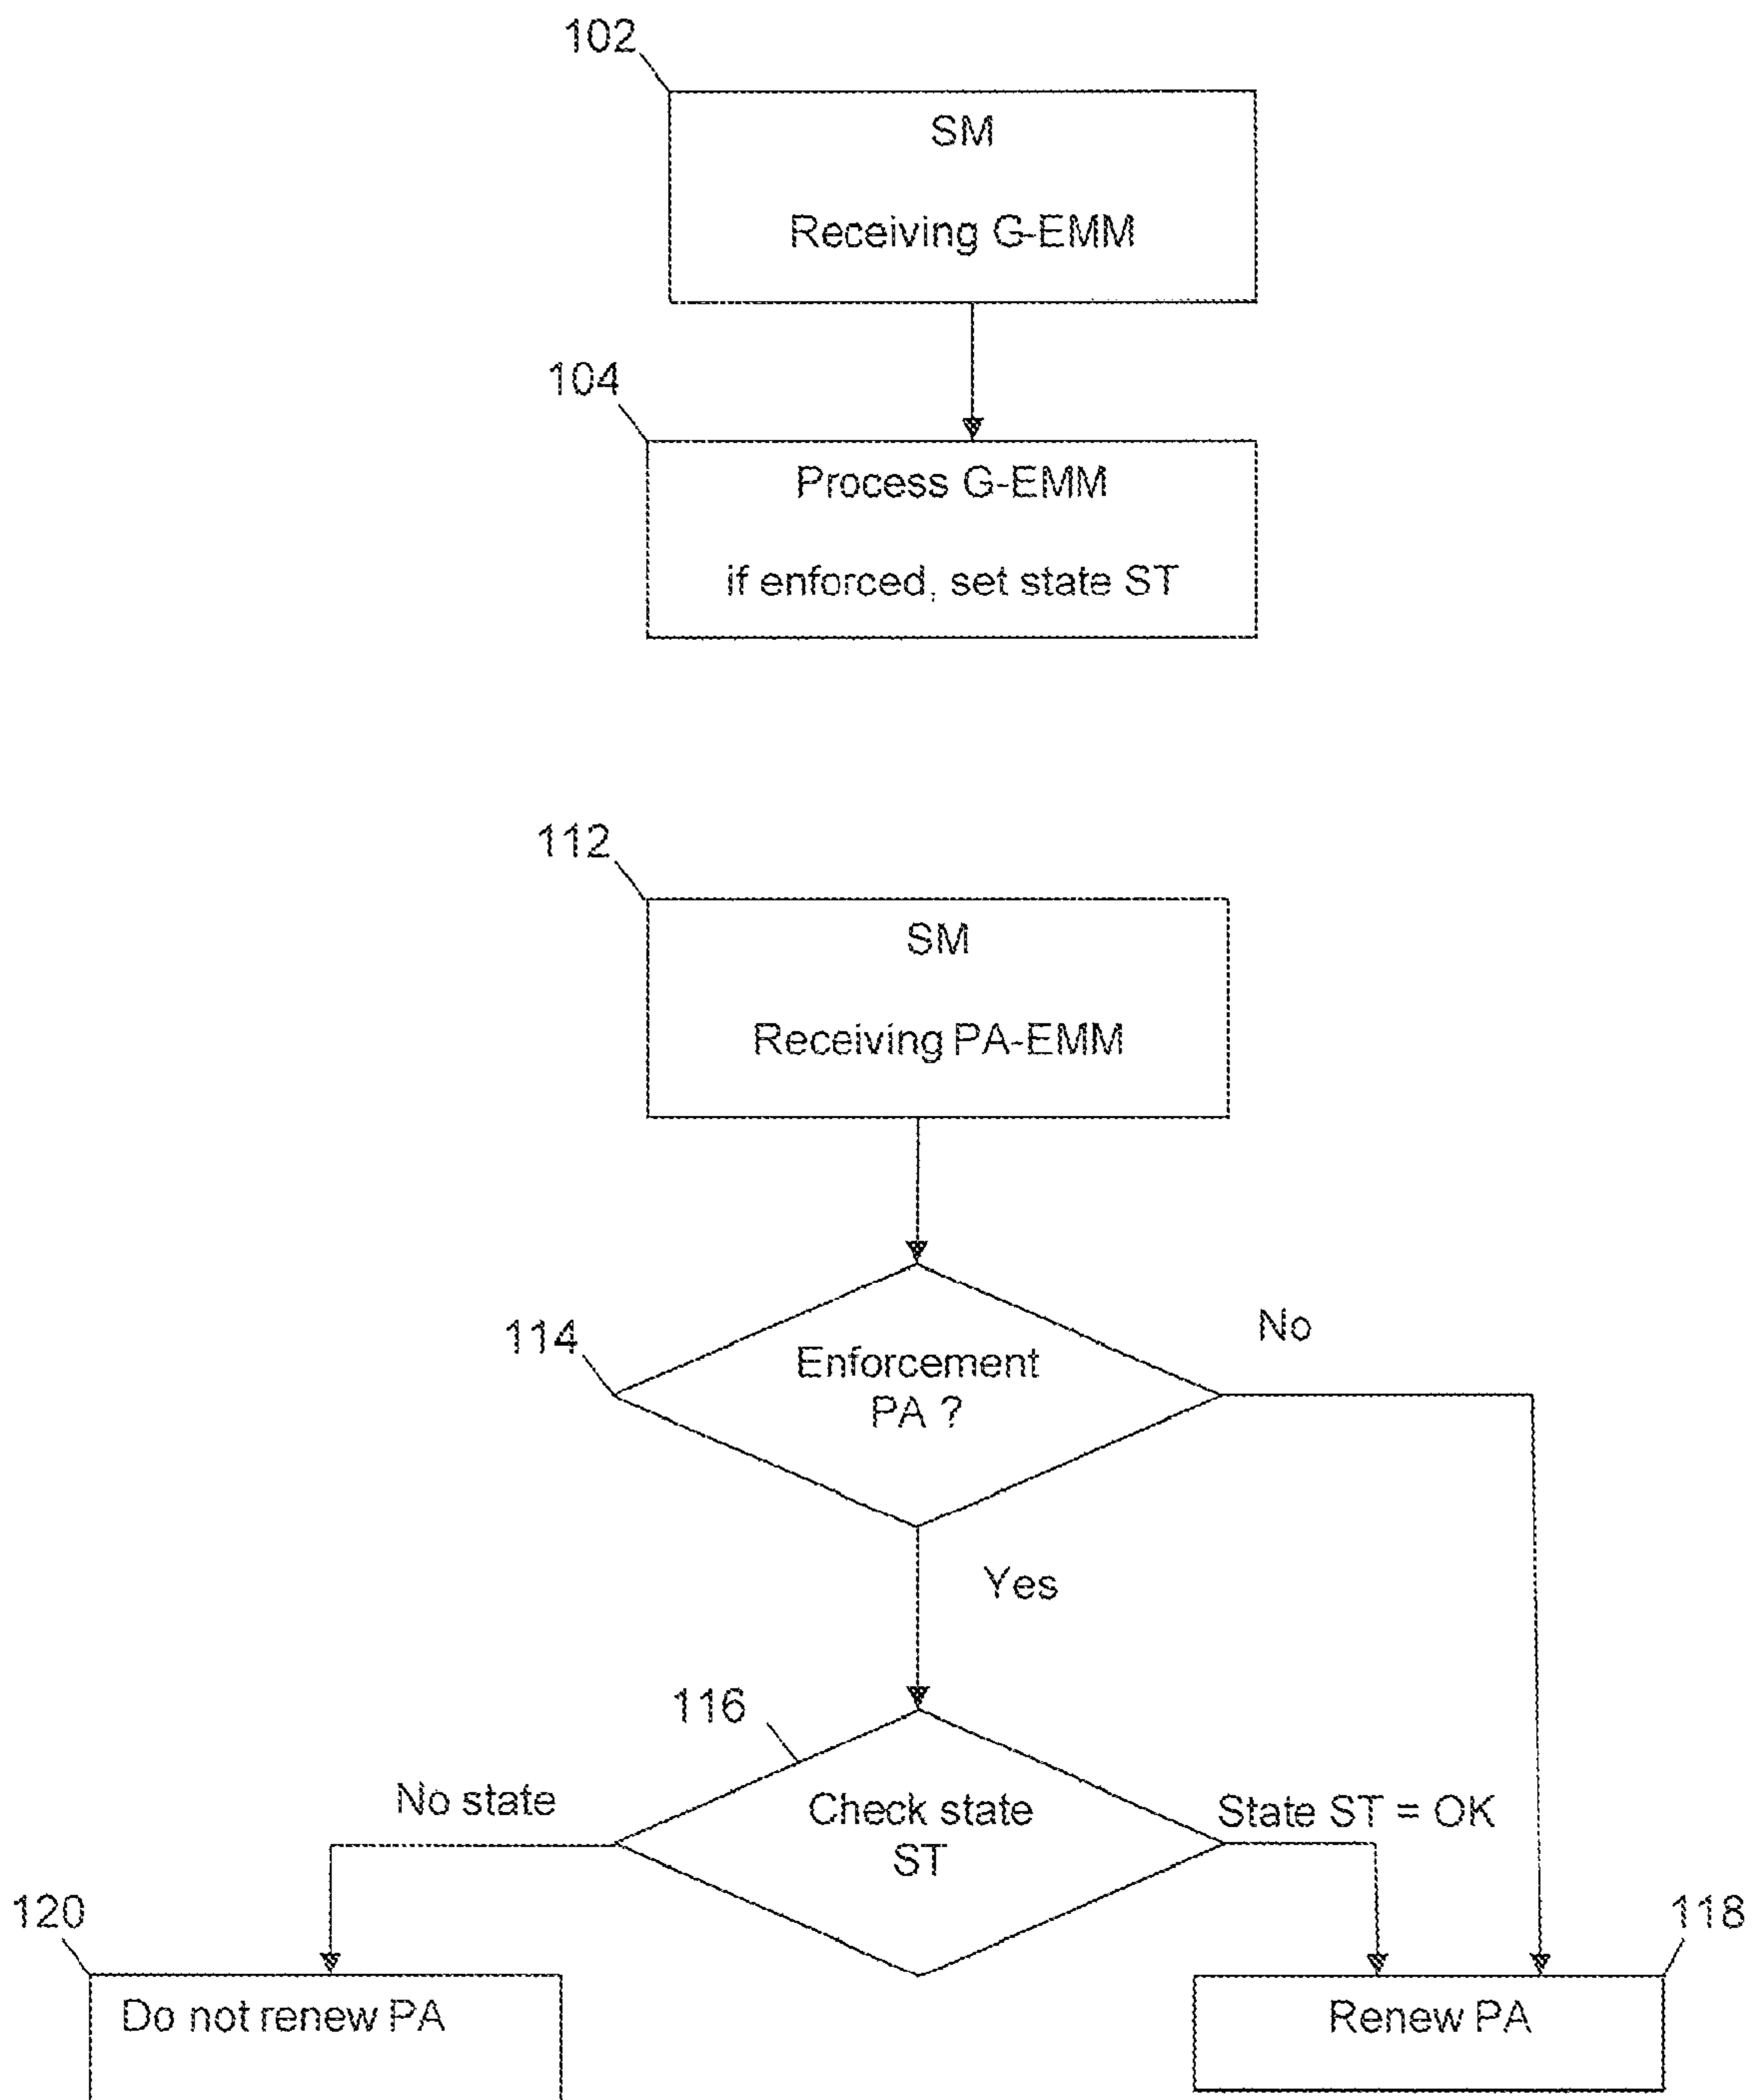 102
SM
Receiving G-EMM
104
Process G-EMM
if enforced, set state ST
112
SM
Receiving PA-EMM
114
Enforcement
PA ?
No
Yes
116
Check state
ST
No state
State ST = OK
120
Do not renew PA
118
Renew PA